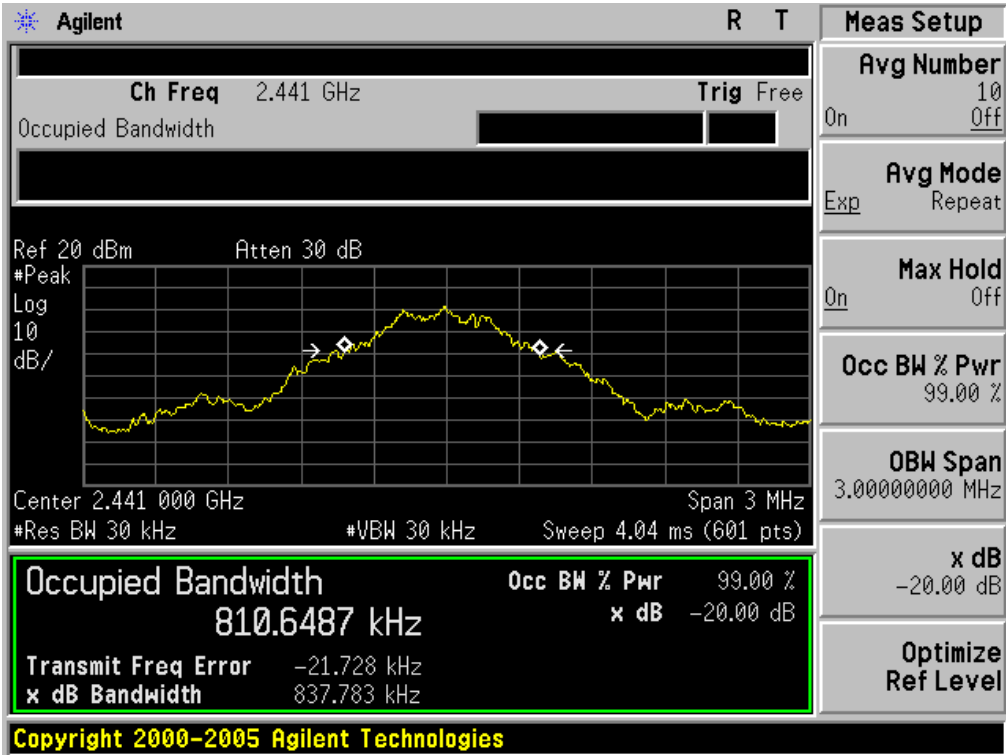 Agilent R T
Ch Freq 2.441 GHz Trig Free
Occupied Bandwidth
Ref 20 dBm Atten 30 dB
#Peak
Log
10
dB/
Center 2.441 000 GHz Span 3 MHz
#Res BW 30 kHz #VBW 30 kHz Sweep 4.04 ms (601 pts)
Occupied Bandwidth Occ BW % Pwr 99.00 %
810.6487 kHz x dB -20.00 dB
Transmit Freq Error -21.728 kHz
x dB Bandwidth 837.783 kHz
Copyright 2000-2005 Agilent Technologies
Meas Setup
Avg Number
10
On Off
Avg Mode
Exp Repeat
Max Hold
On Off
Occ BW % Pwr
99.00 %
OBW Span
3.00000000 MHz
x dB
-20.00 dB
Optimize
Ref Level